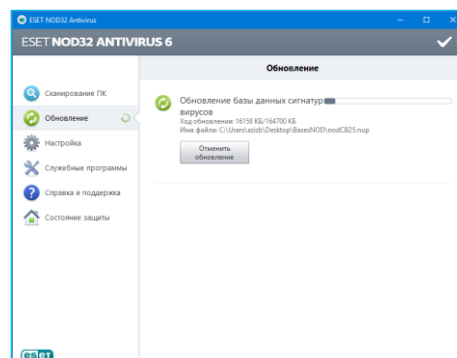 ESET NOD32 Antivirus
ESET NOD32 ANTIVIRUS 6
Обновление
Сканирование ПК
Обновление
Настройка
Служебные программы
Справка и поддержка
Состояние защиты
Обновление базы данных сигнатур
вирусов
Ход обновления: 16158 КБ/164700 КБ
Имя файла: C:\Users\azizb\Desktop\BasesNOD\nodCB25.nup
Отменить
обновление
eset